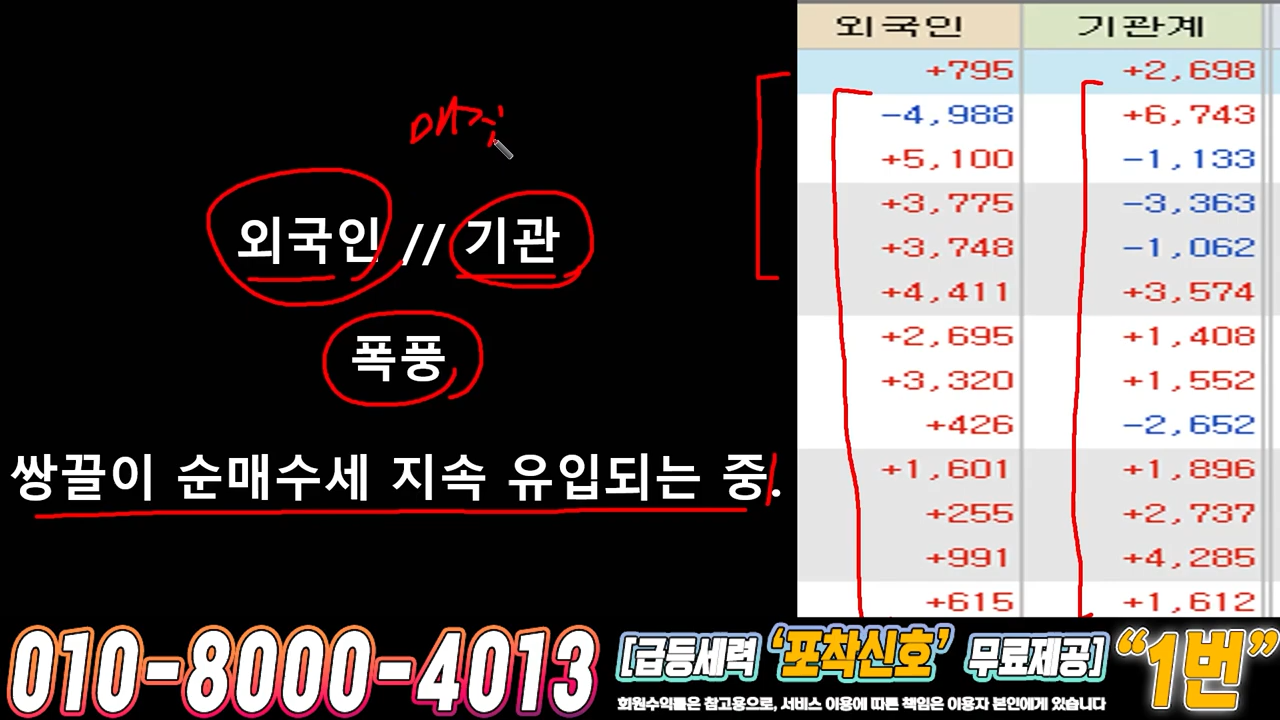 외국인 // 기관
폭풍
쌍끌이 순매수세 지속 유입되는 중.
외국인 기관계
+795 +2,698
-4,988 +6,743
+5,100 -1,133
+3,775 -3,363
+3,748 -1,062
+4,411 +3,574
+2,695 +1,408
+3,320 +1,552
+426 -2,652
+1,601 +1,896
+255 +2,737
+991 +4,285
+615 +1,612
010-8000-4013 [급등세력 '포착신호' 무료제공] "1번"
회원수익률은 참고용으로, 서비스 이용에 따른 책임은 이용자 본인에게 있습니다